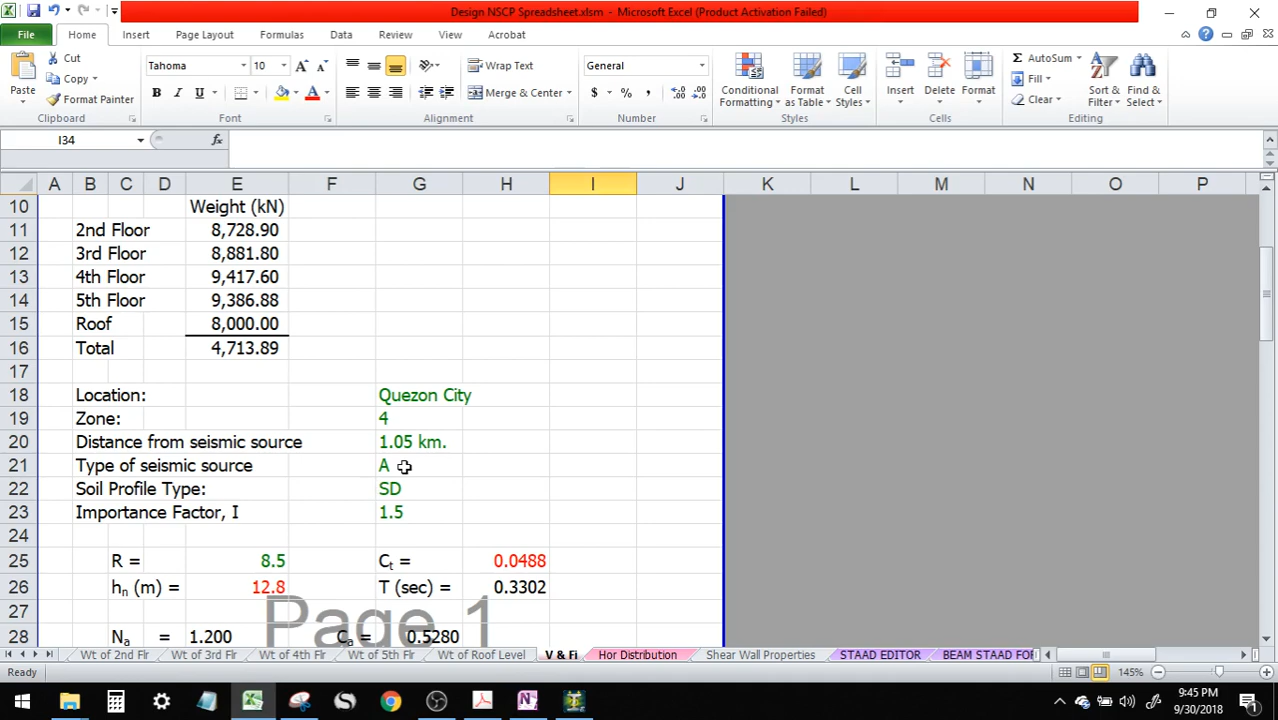 Design NSCP Spreadsheet.xlsm - Microsoft Excel (Product Activation Failed)
File Home Insert Page Layout Formulas Data Review View Acrobat
Paste Cut Copy Format Painter
Tahoma 10 A A
B I U A
Wrap Text
Merge & Center
General
$ % ,
Conditional Formatting Format as Table Cell Styles
Insert Delete Format
Σ AutoSum Fill Clear
Sort & Filter Find & Select
Clipboard Font Alignment Number Styles Cells Editing
I34 fx
A B C D E F G H I J K L M N O P
10 Weight (kN)
11 2nd Floor 8,728.90
12 3rd Floor 8,881.80
13 4th Floor 9,417.60
14 5th Floor 9,386.88
15 Roof 8,000.00
16 Total 4,713.89
17
18 Location: Quezon City
19 Zone: 4
20 Distance from seismic source 1.05 km.
21 Type of seismic source A
22 Soil Profile Type: SD
23 Importance Factor, I 1.5
24
25 R = 8.5 Ct = 0.0488
26 hn (m) = 12.8 T (sec) = 0.3302
27
Page 1
28 Na = 1.200 Ca = 0.5280
Wt of 2nd Flr Wt of 3rd Flr Wt of 4th Flr Wt of 5th Flr Wt of Roof Level V & Fi Hor Distribution Shear Wall Properties STAAD EDITOR BEAM STAAD FOR
Ready 145%
9:45 PM
9/30/2018